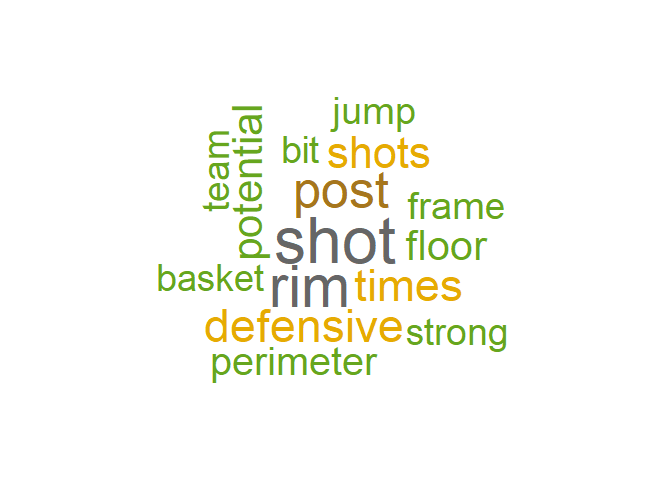 jump
team
potential
bit
shots
post
frame
shot
floor
basket
rim
times
defensive
strong
perimeter